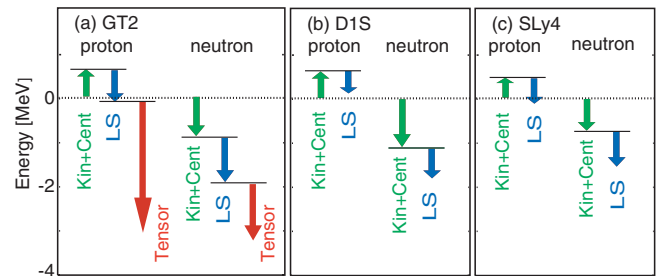 (a) GT2
proton
neutron
Kin+Cent
LS
Tensor
Kin+Cent
LS
Tensor
(b) D1S
proton
neutron
Kin+Cent
LS
Kin+Cent
LS
(c) SLy4
proton
neutron
Kin+Cent
LS
Kin+Cent
LS
Energy [MeV]
0
-2
-4